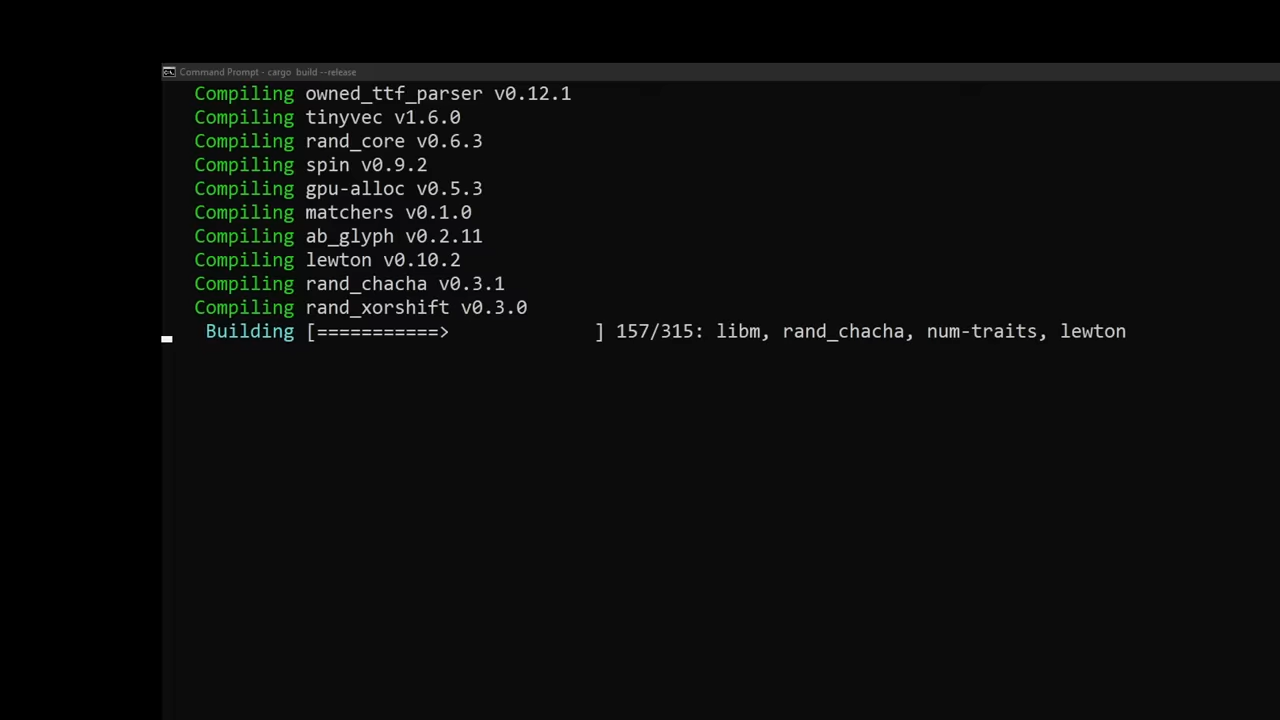 Command Prompt - cargo  build --release
Compiling owned_ttf_parser v0.12.1
Compiling tinyvec v1.6.0
Compiling rand_core v0.6.3
Compiling spin v0.9.2
Compiling gpu-alloc v0.5.3
Compiling matchers v0.1.0
Compiling ab_glyph v0.2.11
Compiling lewton v0.10.2
Compiling rand_chacha v0.3.1
Compiling rand_xorshift v0.3.0
Building [===========>             ] 157/315: libm, rand_chacha, num-traits, lewton